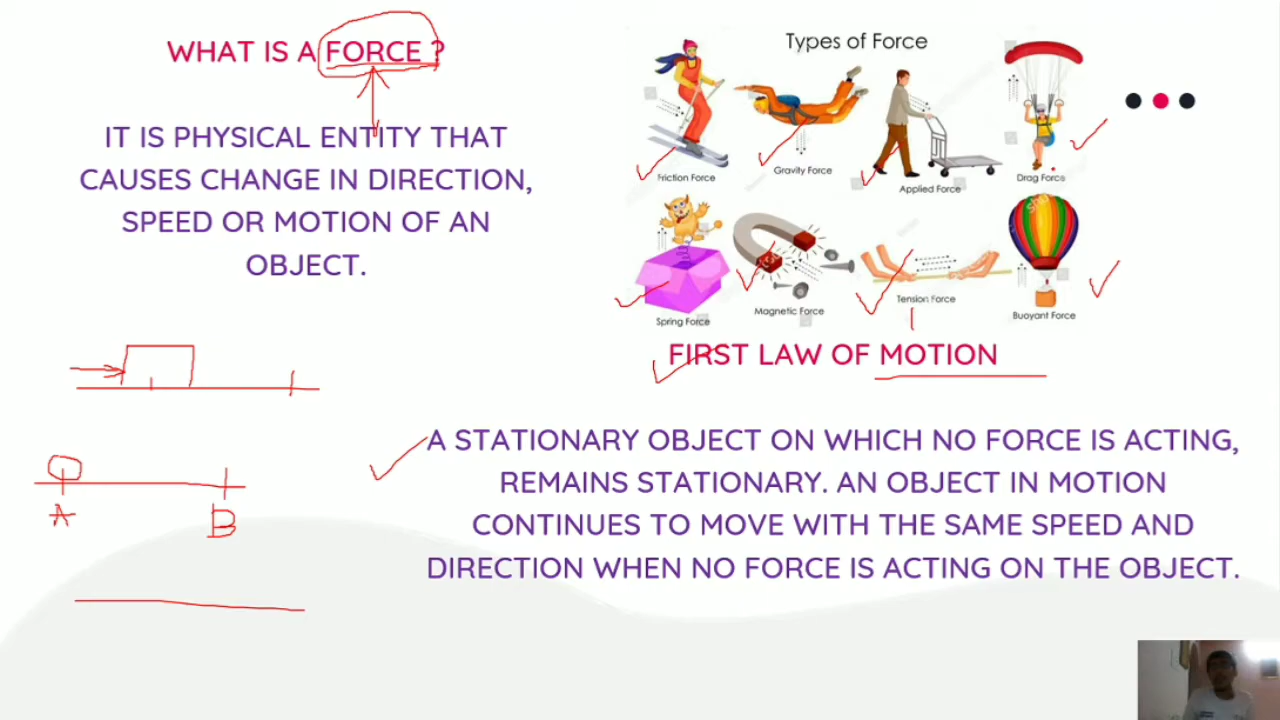 WHAT IS A FORCE ?
IT IS PHYSICAL ENTITY THAT
CAUSES CHANGE IN DIRECTION,
SPEED OR MOTION OF AN
OBJECT.
Types of Force
Friction Force
Gravity Force
Applied Force
Drag Force
Spring Force
Magnetic Force
Tension Force
Buoyant Force
FIRST LAW OF MOTION
A STATIONARY OBJECT ON WHICH NO FORCE IS ACTING,
REMAINS STATIONARY. AN OBJECT IN MOTION
CONTINUES TO MOVE WITH THE SAME SPEED AND
DIRECTION WHEN NO FORCE IS ACTING ON THE OBJECT.
A
B